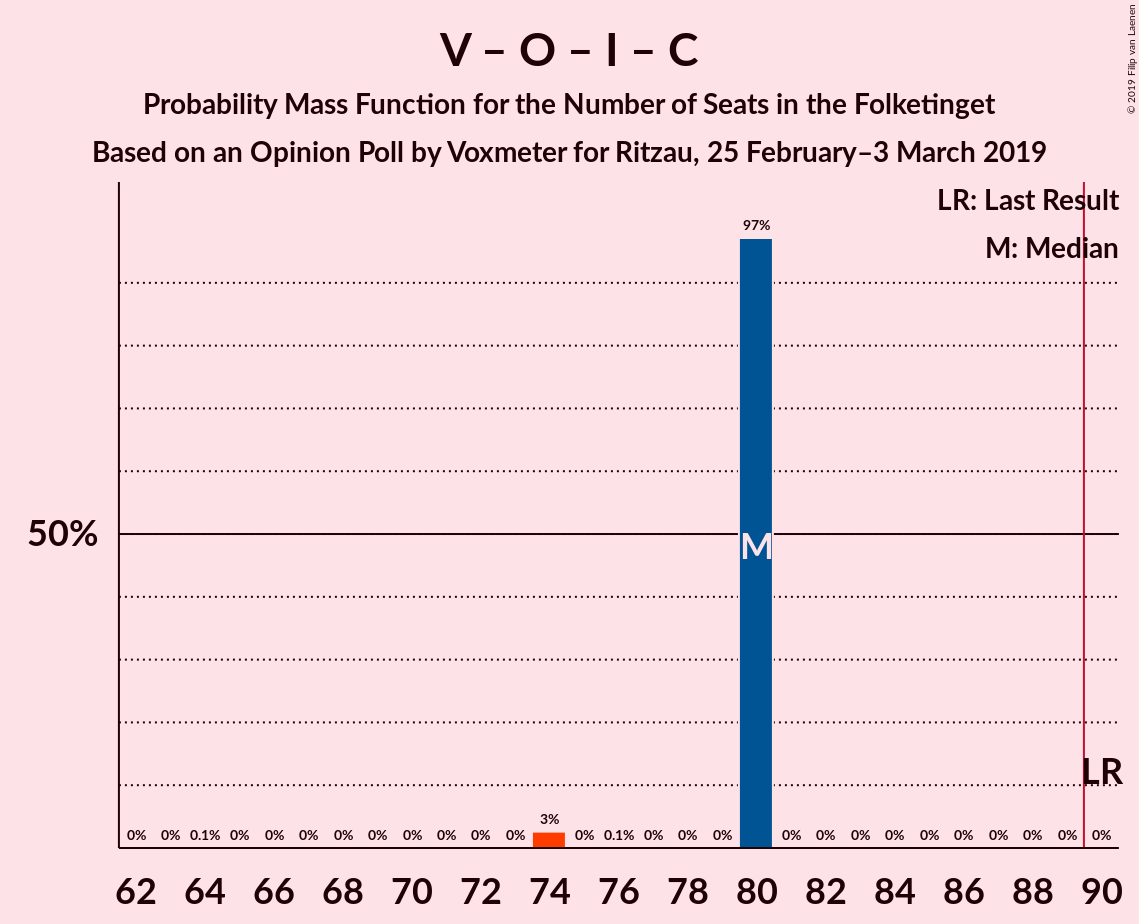 V – O – I – C
Probability Mass Function for the Number of Seats in the Folketinget
Based on an Opinion Poll by Voxmeter for Ritzau, 25 February–3 March 2019
© 2019 Filip van Laenen
LR: Last Result
M: Median
97%
50%
M
LR
3%
0% 0% 0.1% 0% 0% 0% 0% 0% 0% 0% 0% 0% 0% 0.1% 0% 0% 0% 0% 0% 0% 0% 0% 0% 0% 0% 0% 0%
62 64 66 68 70 72 74 76 78 80 82 84 86 88 90